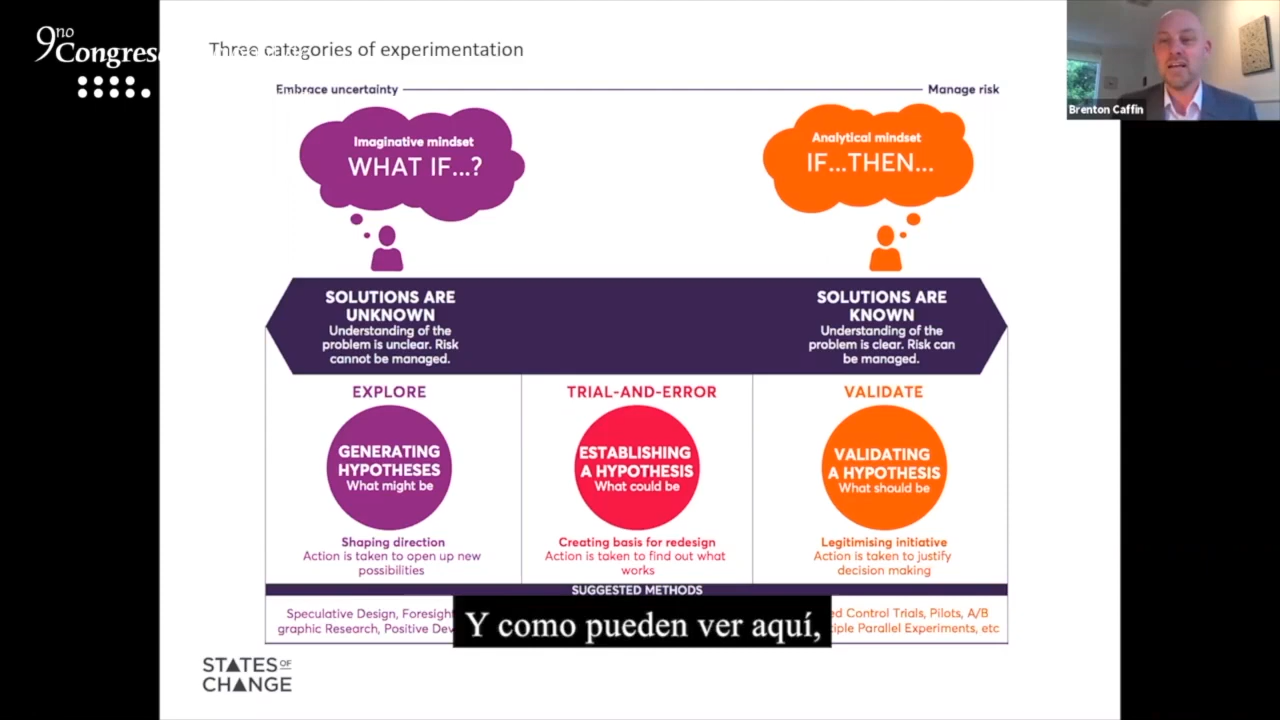 9no
Congres
Three categories of experimentation
Brenton Caffin
Embrace uncertainty
Manage risk
Imaginative mindset
WHAT IF...?
Analytical mindset
IF...THEN...
SOLUTIONS ARE
UNKNOWN
Understanding of the
problem is unclear. Risk
cannot be managed.
SOLUTIONS ARE
KNOWN
Understanding of the
problem is clear. Risk can
be managed.
EXPLORE
GENERATING
HYPOTHESES
What might be
Shaping direction
Action is taken to open up new
possibilities
TRIAL-AND-ERROR
ESTABLISHING
A HYPOTHESIS
What could be
Creating basis for redesign
Action is taken to find out what
works
VALIDATE
VALIDATING
A HYPOTHESIS
What should be
Legitimising initiative
Action is taken to justify
decision making
SUGGESTED METHODS
Speculative Design, Foresigh
graphic Research, Positive Dev
ed Control Trials, Pilots, A/B
iple Parallel Experiments, etc
Y como pueden ver aquí,
STATES OF
CHANGE